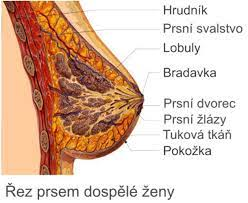 Hrudník
Prsní svalstvo
Lobuly
Bradavka
Prsní dvorec
Prsní žlázy
Tuková tkáň
Pokožka
Řez prsem dospělé ženy